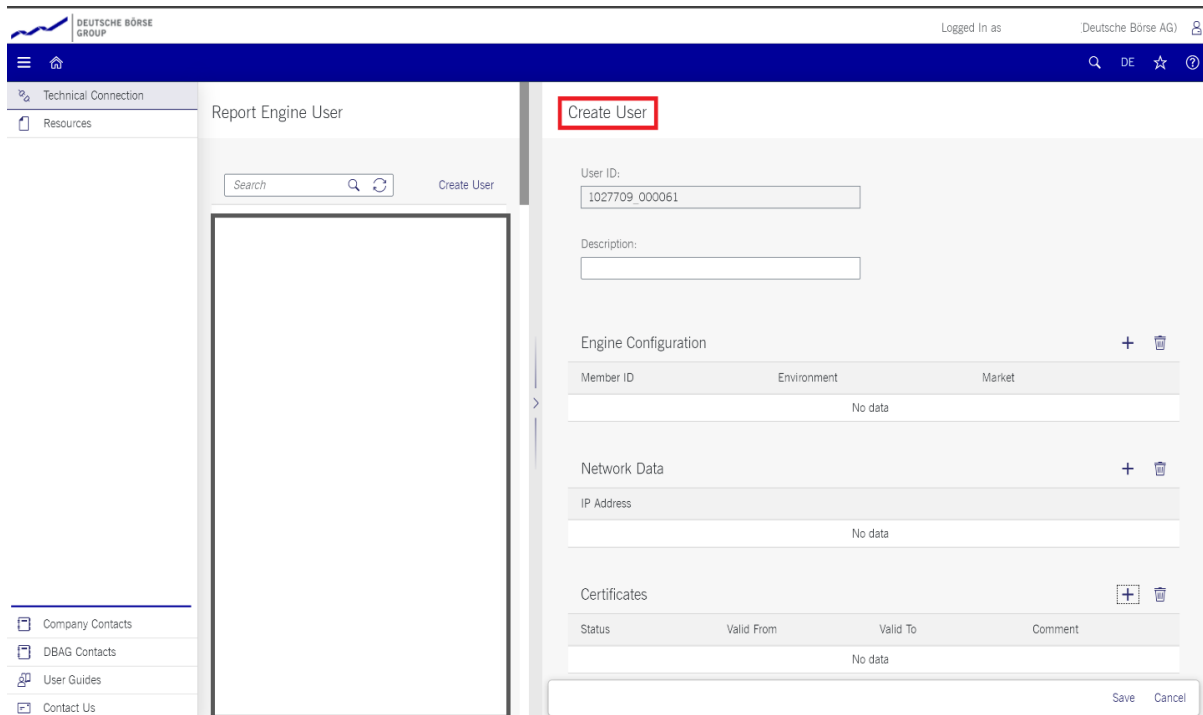 DEUTSCHE BÖRSE
GROUP
Logged In as
(Deutsche Börse AG)
DE
Technical Connection
Resources
Report Engine User
Search
Create User
Create User
User ID:
1027709_000061
Description:
Engine Configuration
Member ID Environment Market
No data
Network Data
IP Address
No data
Certificates
Status Valid From Valid To Comment
No data
Company Contacts
DBAG Contacts
User Guides
Contact Us
Save Cancel